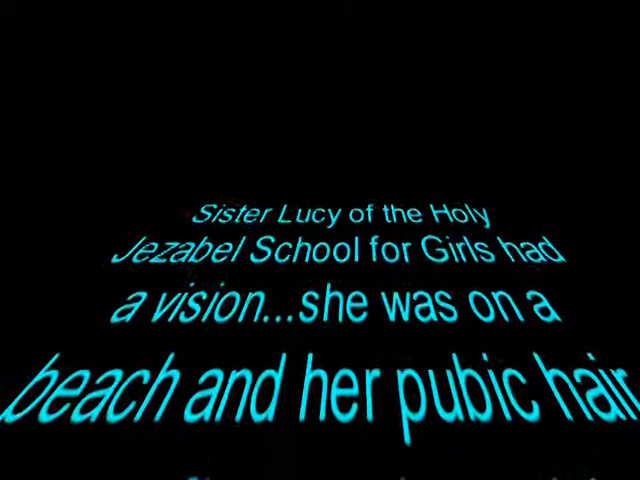 Sister Lucy of the Holy
Jezabel School for Girls had
a vision...she was on a
beach and her pubic hair